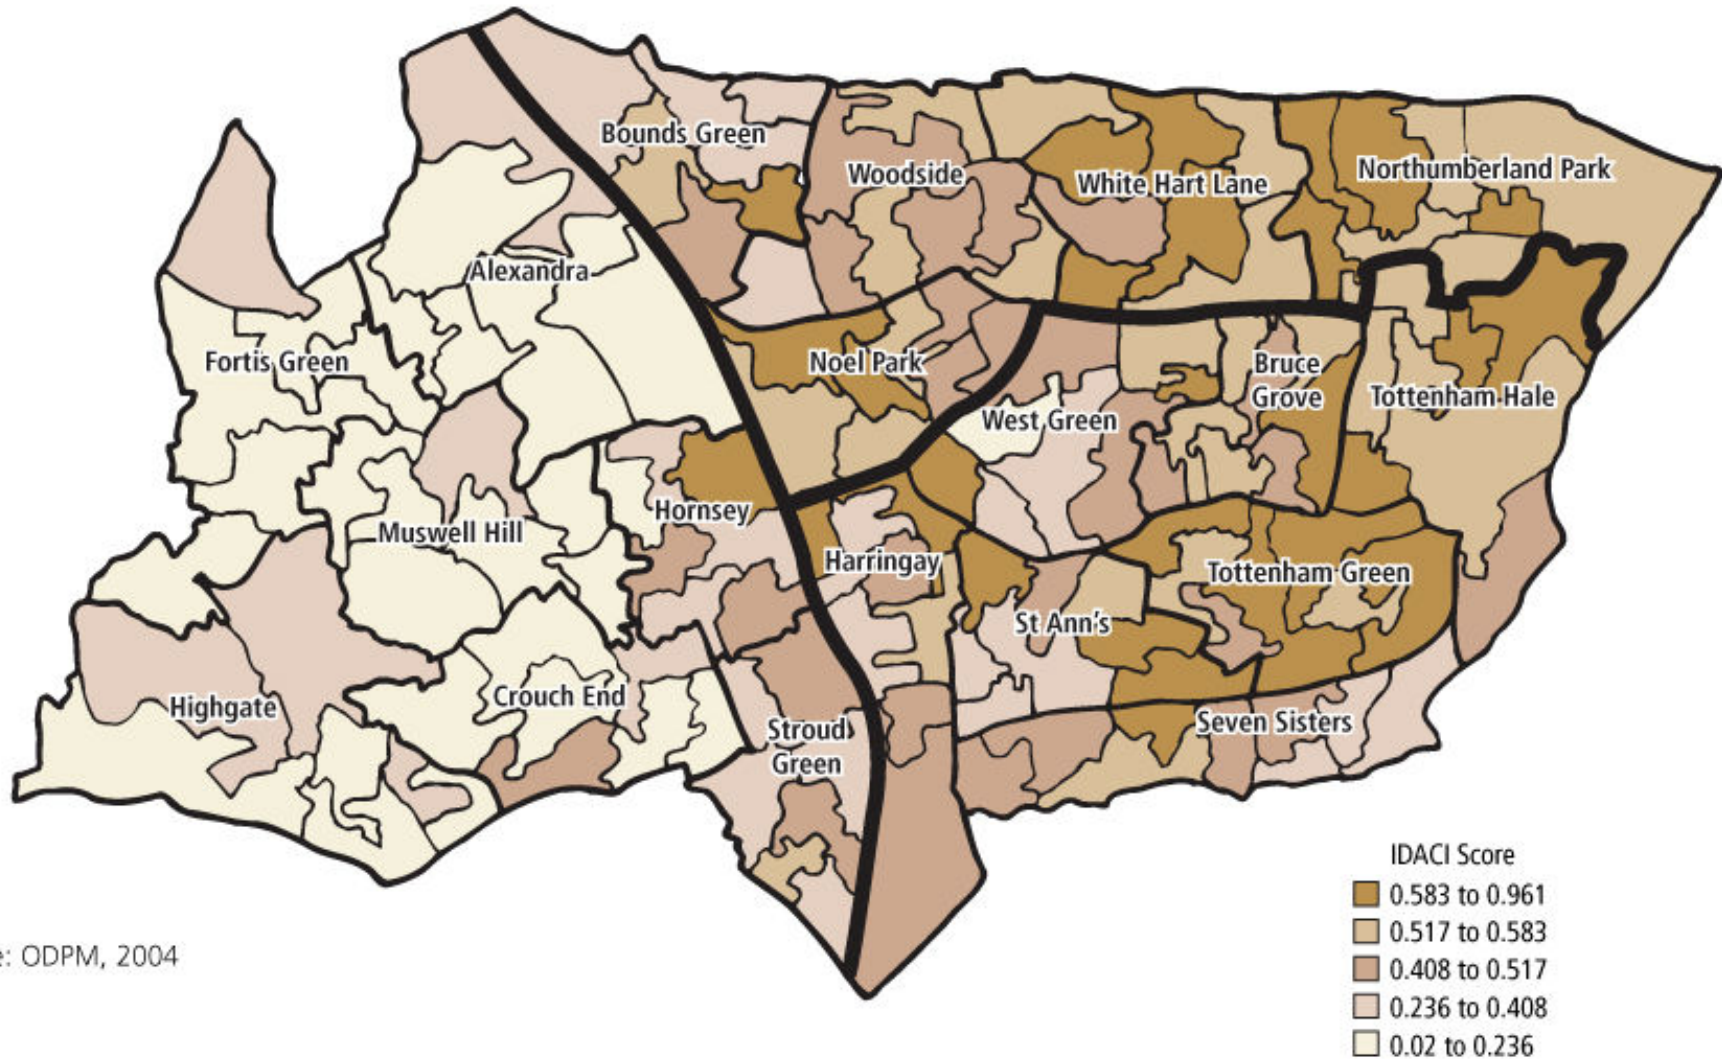 Bounds Green
Woodside
White Hart Lane
Northumberland Park
Alexandra
Fortis Green
Noel Park
Bruce
Grove
Tottenham Hale
West Green
Hornsey
Muswell Hill
Harringay
Tottenham Green
St Ann's
Highgate
Crouch End
Stroud
Green
Seven Sisters
IDACI Score
0.583 to 0.961
0.517 to 0.583
0.408 to 0.517
0.236 to 0.408
0.02 to 0.236
e: ODPM, 2004